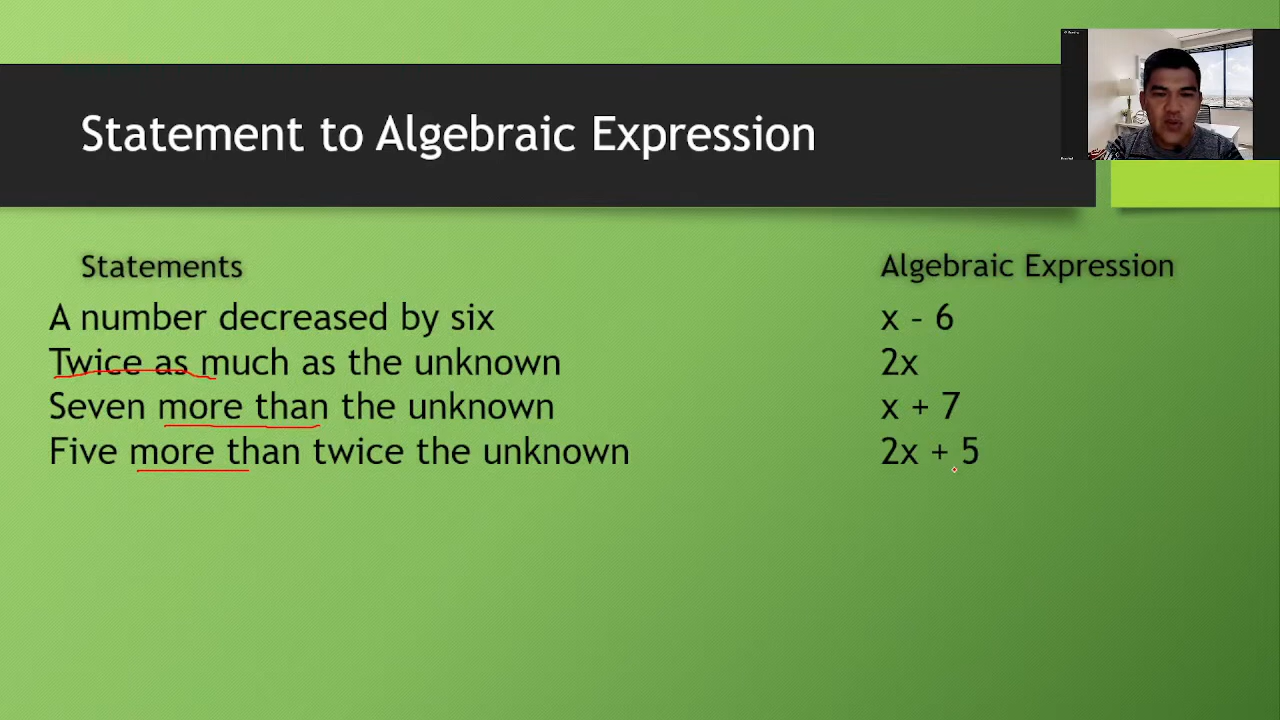 Statement to Algebraic Expression
Statements Algebraic Expression
A number decreased by six x – 6
Twice as much as the unknown 2x
Seven more than the unknown x + 7
Five more than twice the unknown 2x + 5